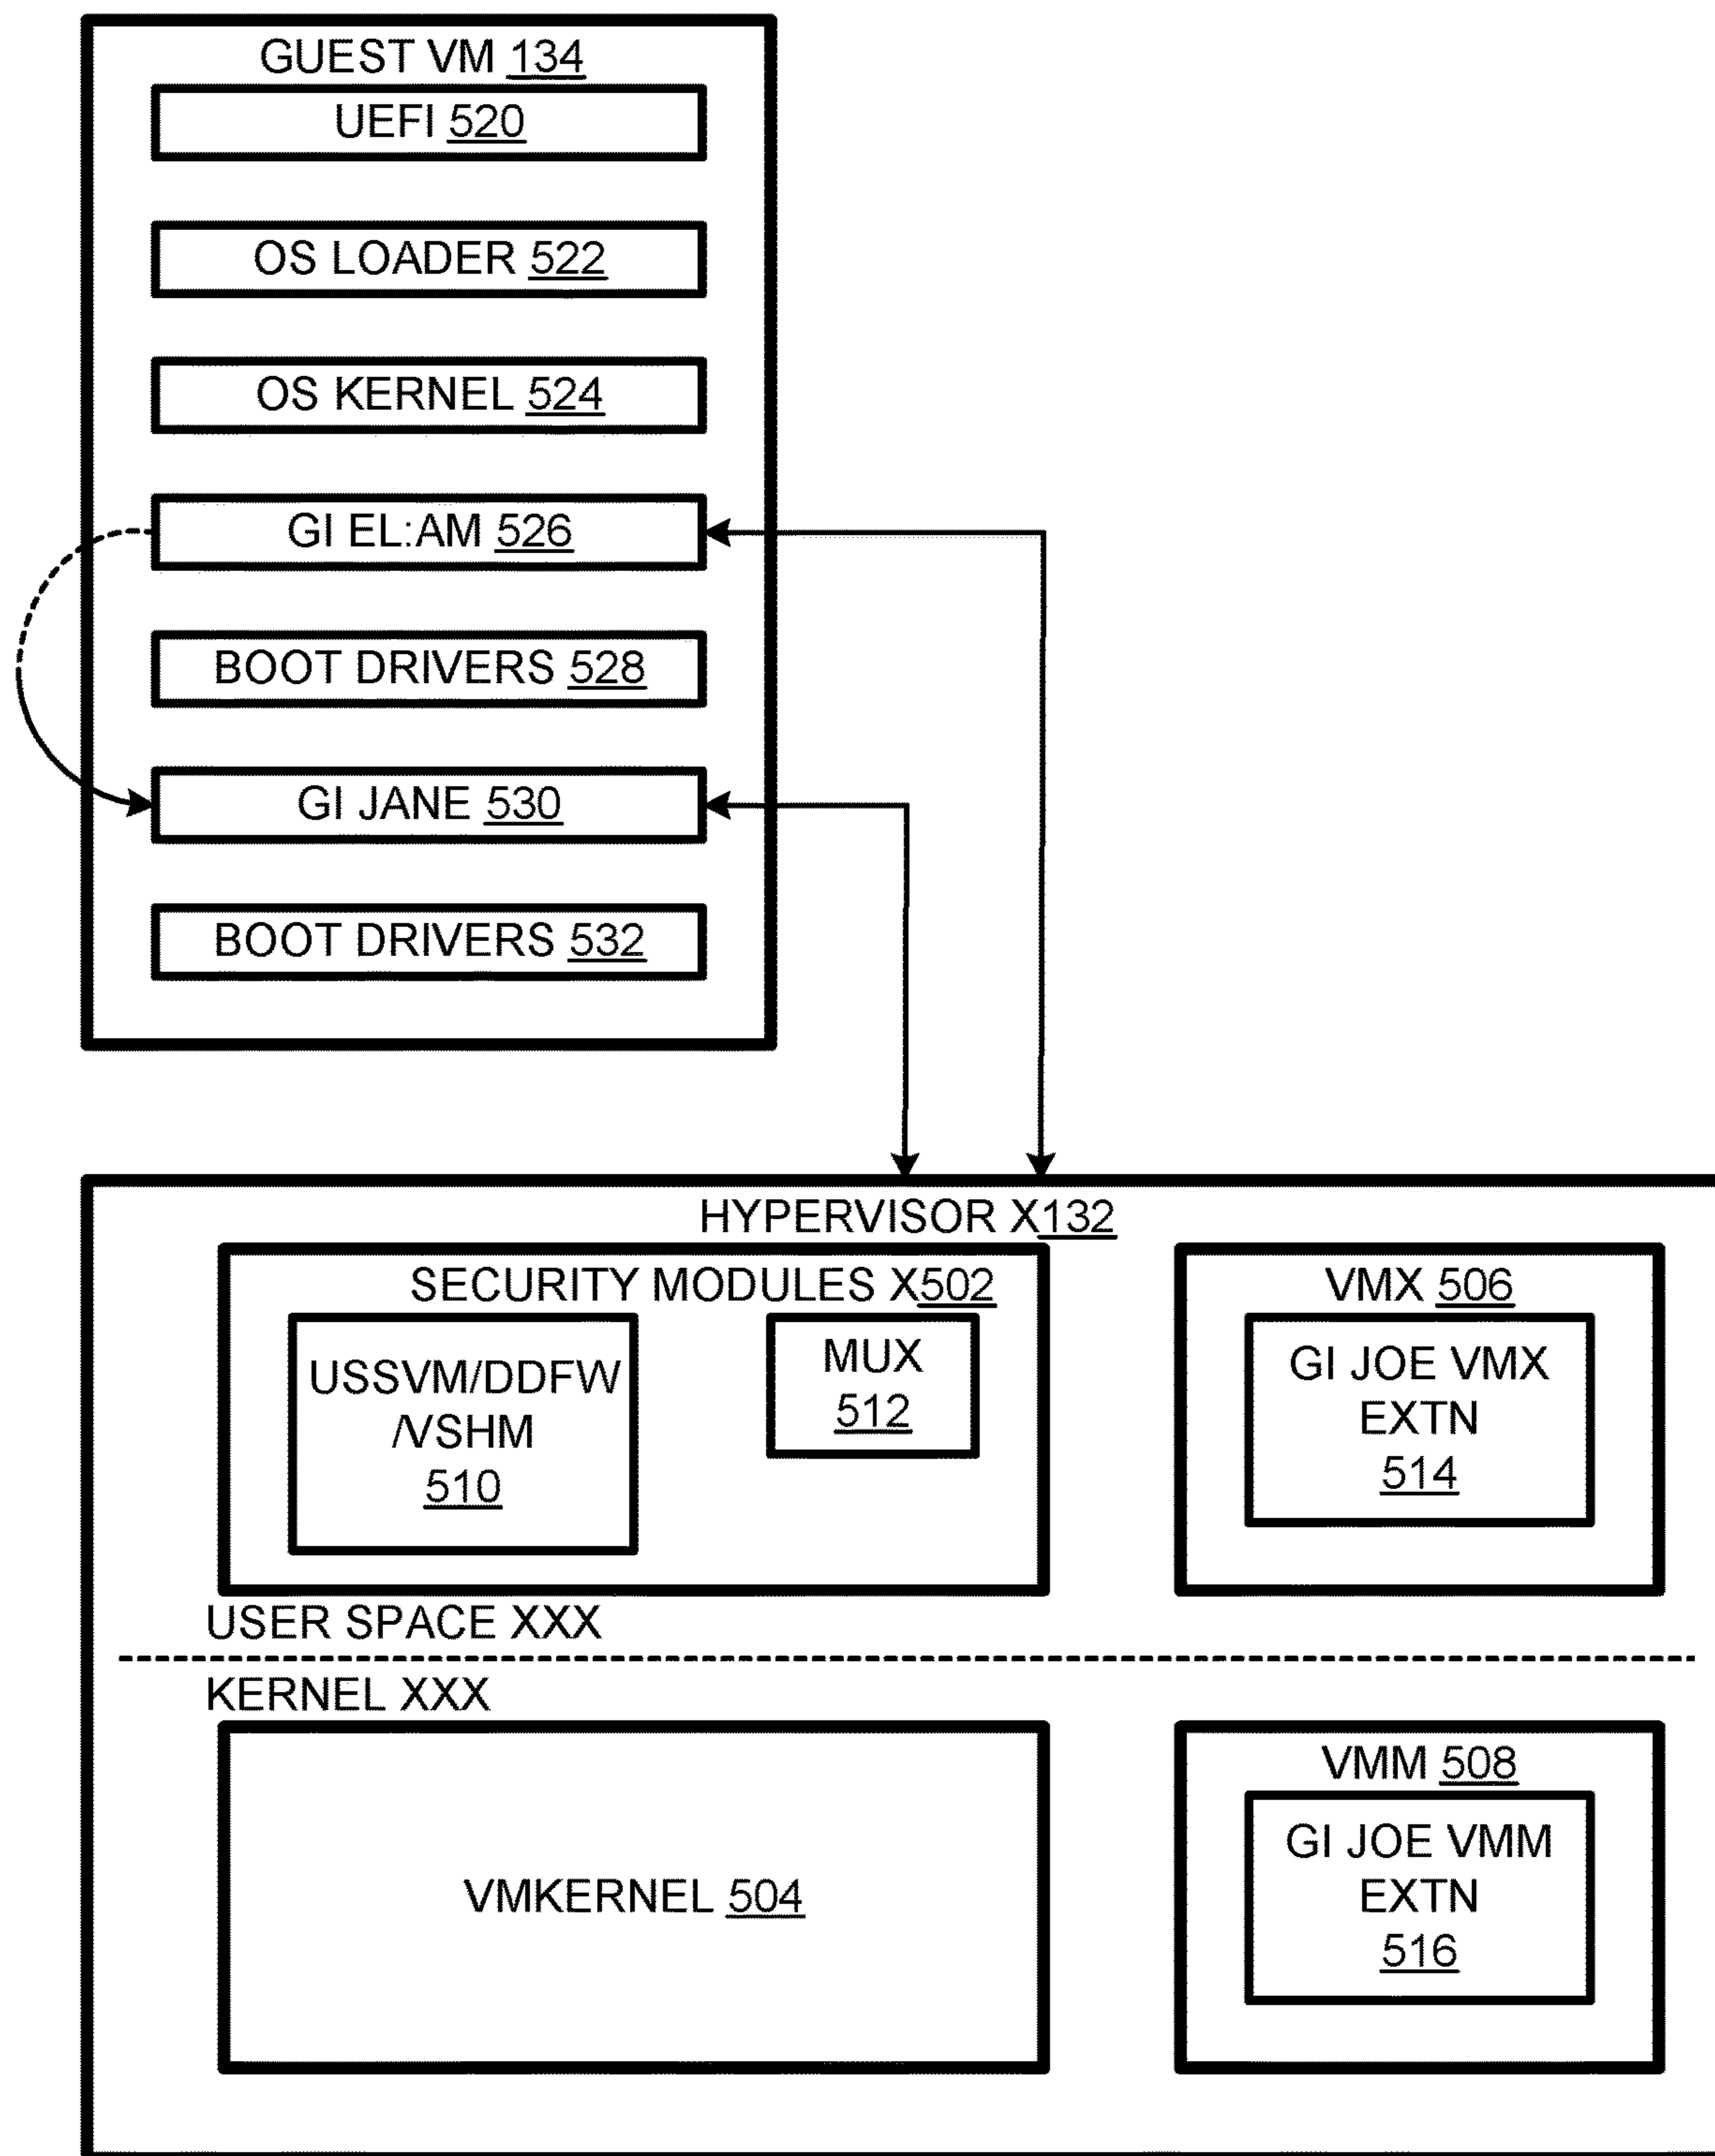 GUEST VM 134
UEFI 520
OS LOADER 522
OS KERNEL 524
GI EL:AM 526
BOOT DRIVERS 528
GI JANE 530
BOOT DRIVERS 532
HYPERVISOR X132
SECURITY MODULES X502
USSVM/DDFW
/VSHM
510
MUX
512
VMX 506
GI JOE VMX
EXTN
514
USER SPACE XXX
KERNEL XXX
VMKERNEL 504
VMM 508
GI JOE VMM
EXTN
516